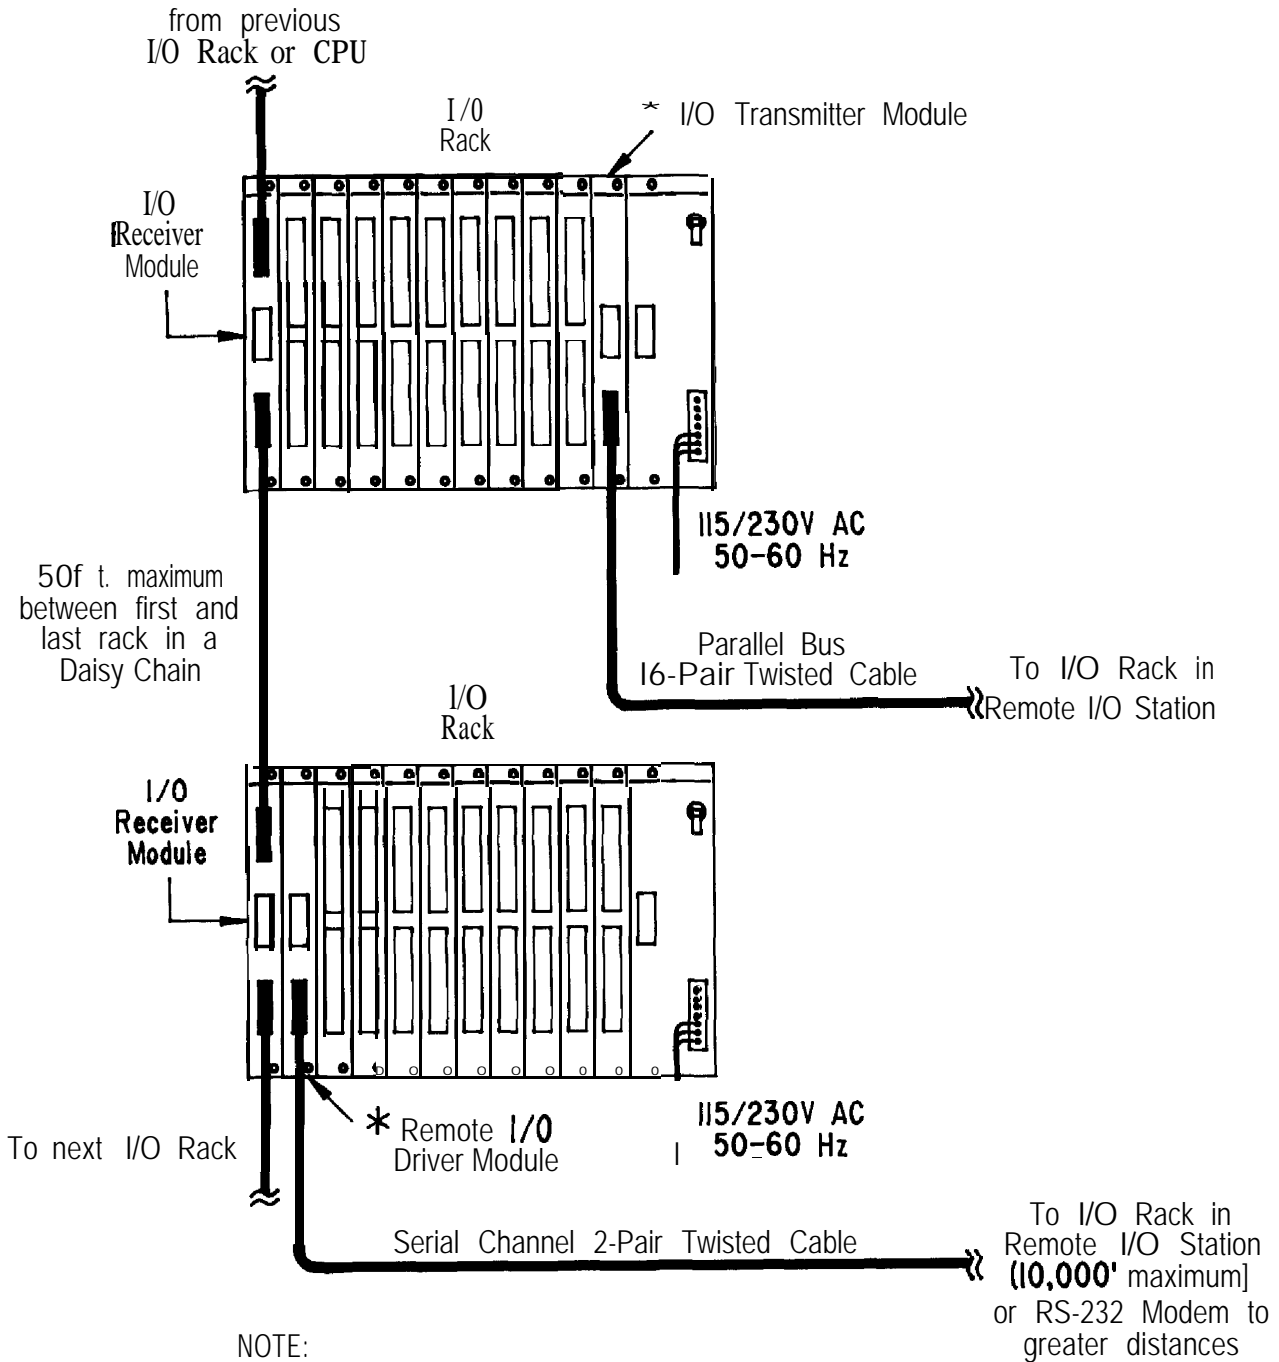 from previous
I/O Rack or CPU
I/0
Rack
* I/O Transmitter Module
I/O
Receiver
Module
115/230V AC
50-60 Hz
50f t. maximum
between first and
last rack in a
Daisy Chain
Parallel Bus
16-Pair Twisted Cable
To I/O Rack in
Remote I/O Station
I/O
Rack
I/O
Receiver
Module
To next I/O Rack
* Remote I/O
Driver Module
115/230V AC
50-60 Hz
Serial Channel 2-Pair Twisted Cable
To I/O Rack in
Remote I/O Station
(10,000' maximum]
or RS-232 Modem to
greater distances
NOTE: